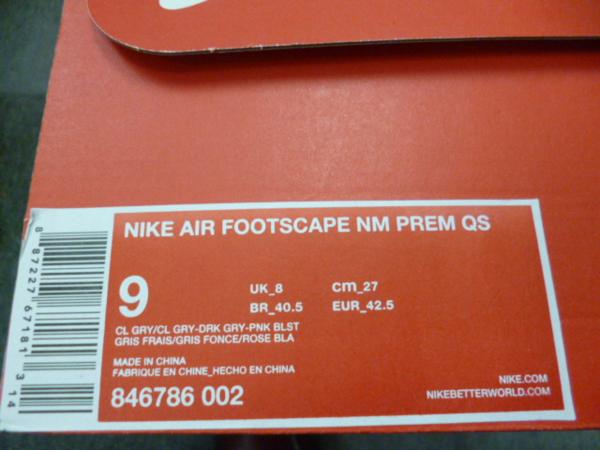 NIKE AIR FOOTSCAPE NM PREM QS
9
UK_8 cm_27
BR_40.5 EUR_42.5
CL GRY/CL GRY-DRK GRY-PNK BLST
GRIS FRAIS/GRIS FONCE/ROSE BLA
MADE IN CHINA
FABRIQUE EN CHINE_HECHO EN CHINA
846786 002
NIKE.COM
NIKEBETTERWORLD.COM
8 87227 67181 3 14